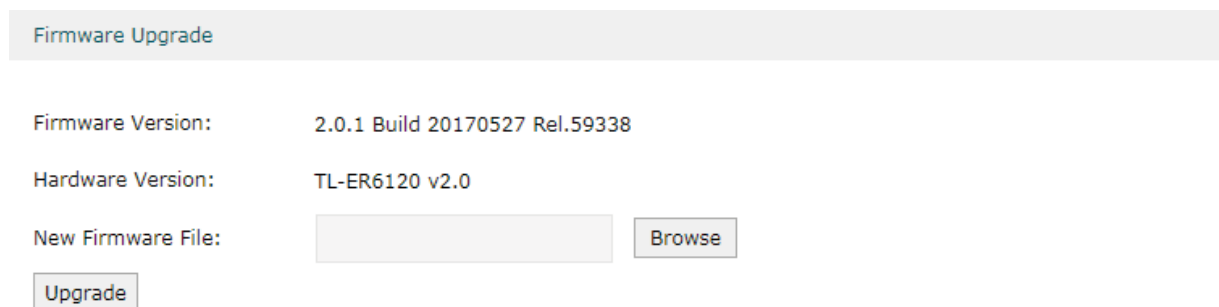 Firmware Upgrade
Firmware Version: 2.0.1 Build 20170527 Rel.59338
Hardware Version: TL-ER6120 v2.0
New Firmware File: Browse
Upgrade